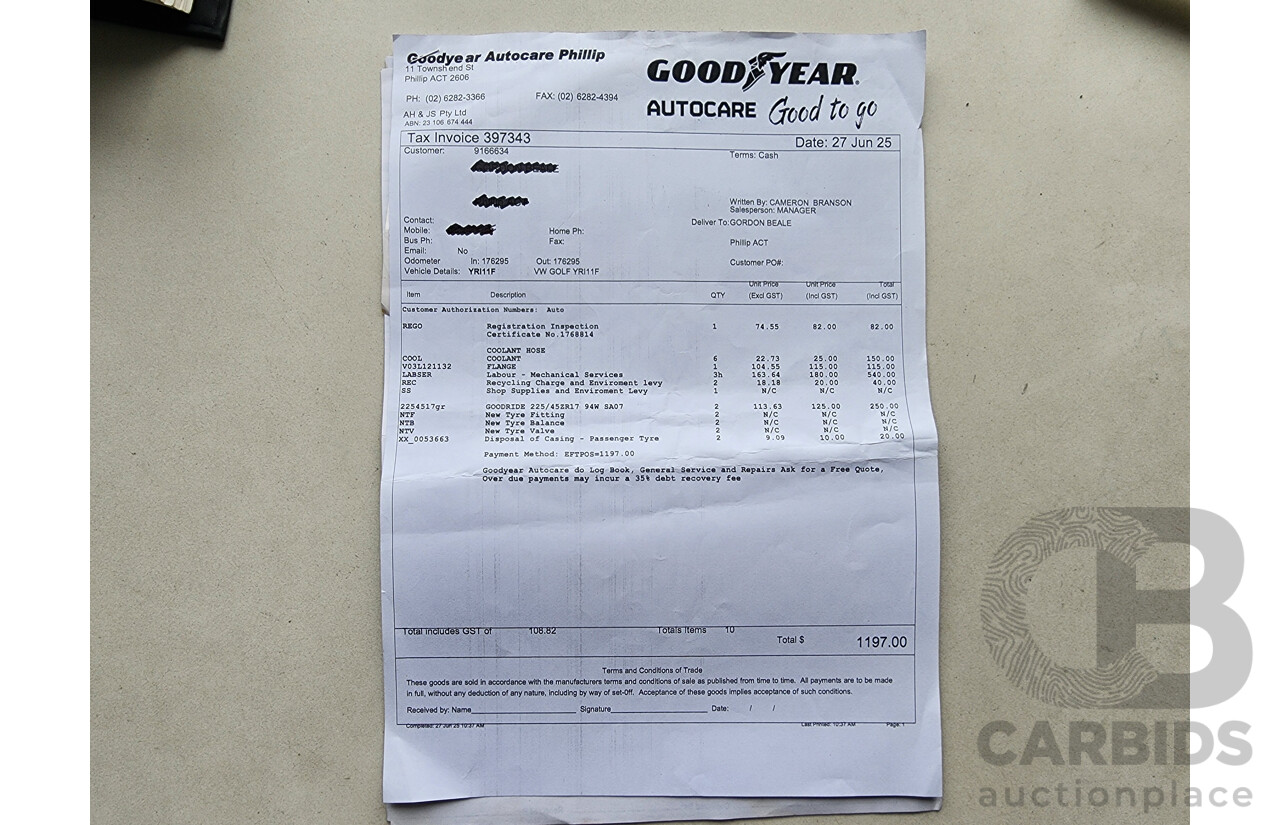 Goodyear Autocare Phillip
11 Townshend St
Phillip ACT 2606
PH: (02) 6282-3366 FAX: (02) 6282-4394
AH & JS Pty Ltd
ABN: 23 106 674 444
GOODYEAR
AUTOCARE Good to go
Tax Invoice 397343 Date: 27 Jun 25
Customer: 9166634 Terms: Cash
Written By: CAMERON BRANSON
Salesperson: MANAGER
Contact: Deliver To: GORDON BEALE
Mobile: Home Ph:
Bus Ph: Fax: Phillip ACT
Email: No
Odometer In: 176295 Out: 176295 Customer PO#:
Vehicle Details: YRI11F VW GOLF YRI11F
Item Description QTY Unit Price (Excl GST) Unit Price (Incl GST) Total (Incl GST)
Customer Authorisation Numbers: Auto
REGO Registration Inspection 1 74.55 82.00 82.00
Certificate No.1768814
COOLANT HOSE
COOL COOLANT 6 22.73 25.00 150.00
V03L121132 FLANGE 1 104.55 115.00 115.00
LABSER Labour - Mechanical Services 3h 163.64 180.00 540.00
REC Recycling Charge and Enviroment levy 2 18.18 20.00 40.00
SS Shop Supplies and Enviroment Levy 1 N/C N/C N/C
2254517gr GOODRIDE 225/45ZR17 94W SA07 2 113.63 125.00 250.00
NTF New Tyre Fitting 2 N/C N/C N/C
NTB New Tyre Balance 2 N/C N/C N/C
NTV New Tyre Valve 2 N/C N/C N/C
XX_0053663 Disposal of Casing - Passenger Tyre 2 9.09 10.00 20.00
Payment Method: EFTPOS=1197.00
Goodyear Autocare do Log Book, General Service and Repairs Ask for a Free Quote.
Over due payments may incur a 35% debt recovery fee
Total includes GST of 108.82 Totals Items 10
Total $ 1197.00
Terms and Conditions of Trade
These goods are sold in accordance with the manufacturers terms and conditions of sale as published from time to time. All payments are to be made
in full, without any deduction of any nature, including by way of set-Off. Acceptance of these goods implies acceptance of such conditions.
Received by: Name Signature Date: / /
Completed: 27 Jun 25 10:37 AM Last Printed: 10:37 AM Page: 1
CB
CARBIDS
auctionplace